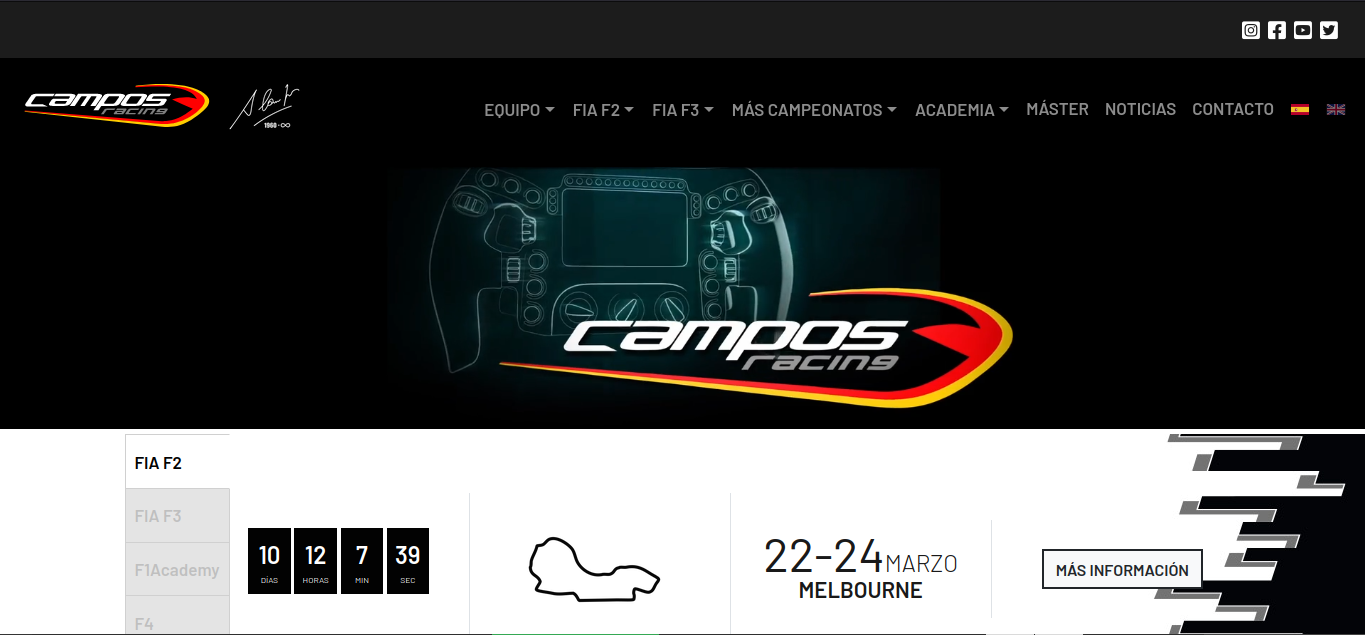 campos
racing
1960 - ∞
EQUIPO FIA F2 FIA F3 MÁS CAMPEONATOS ACADEMIA MÁSTER NOTICIAS CONTACTO
campos
racing
FIA F2
FIA F3
F1Academy
F4
10 12 7 39
DÍAS HORAS MIN SEC
22-24 MARZO
MELBOURNE
MÁS INFORMACIÓN